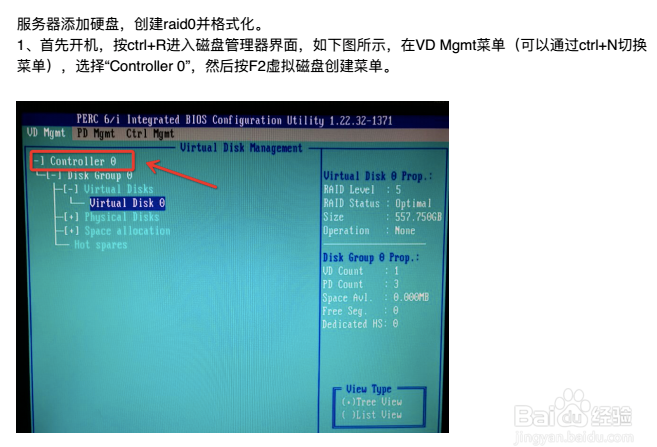 服务器添加硬盘，创建raid0并格式化。
1、首先开机，按ctrl+R进入磁盘管理器界面，如下图所示，在VD Mgmt菜单（可以通过ctrl+N切换
菜单），选择“Controller 0”，然后按F2虚拟磁盘创建菜单。
PERC 6/i Integrated BIOS Configuration Utility 1.22.32-1371
VD Mgmt PD Mgmt Ctrl Mgmt
Virtual Disk Management
-] Controller 0
[-] Disk Group 0
[-] Virtual Disks
Virtual Disk 0
[+] Physical Disks
[+] Space allocation
Hot spares
Virtual Disk 0 Prop.:
RAID Level : 5
RAID Status : Optimal
Size : 557.750GB
Operation : None
Disk Group 0 Prop.:
VD Count : 1
PD Count : 3
Space Avl. : 0.000MB
Free Seg. : 0
Dedicated HS: 0
View Type
(•)Tree View
( )List View
Baidu 经验
jingyan.baidu.com